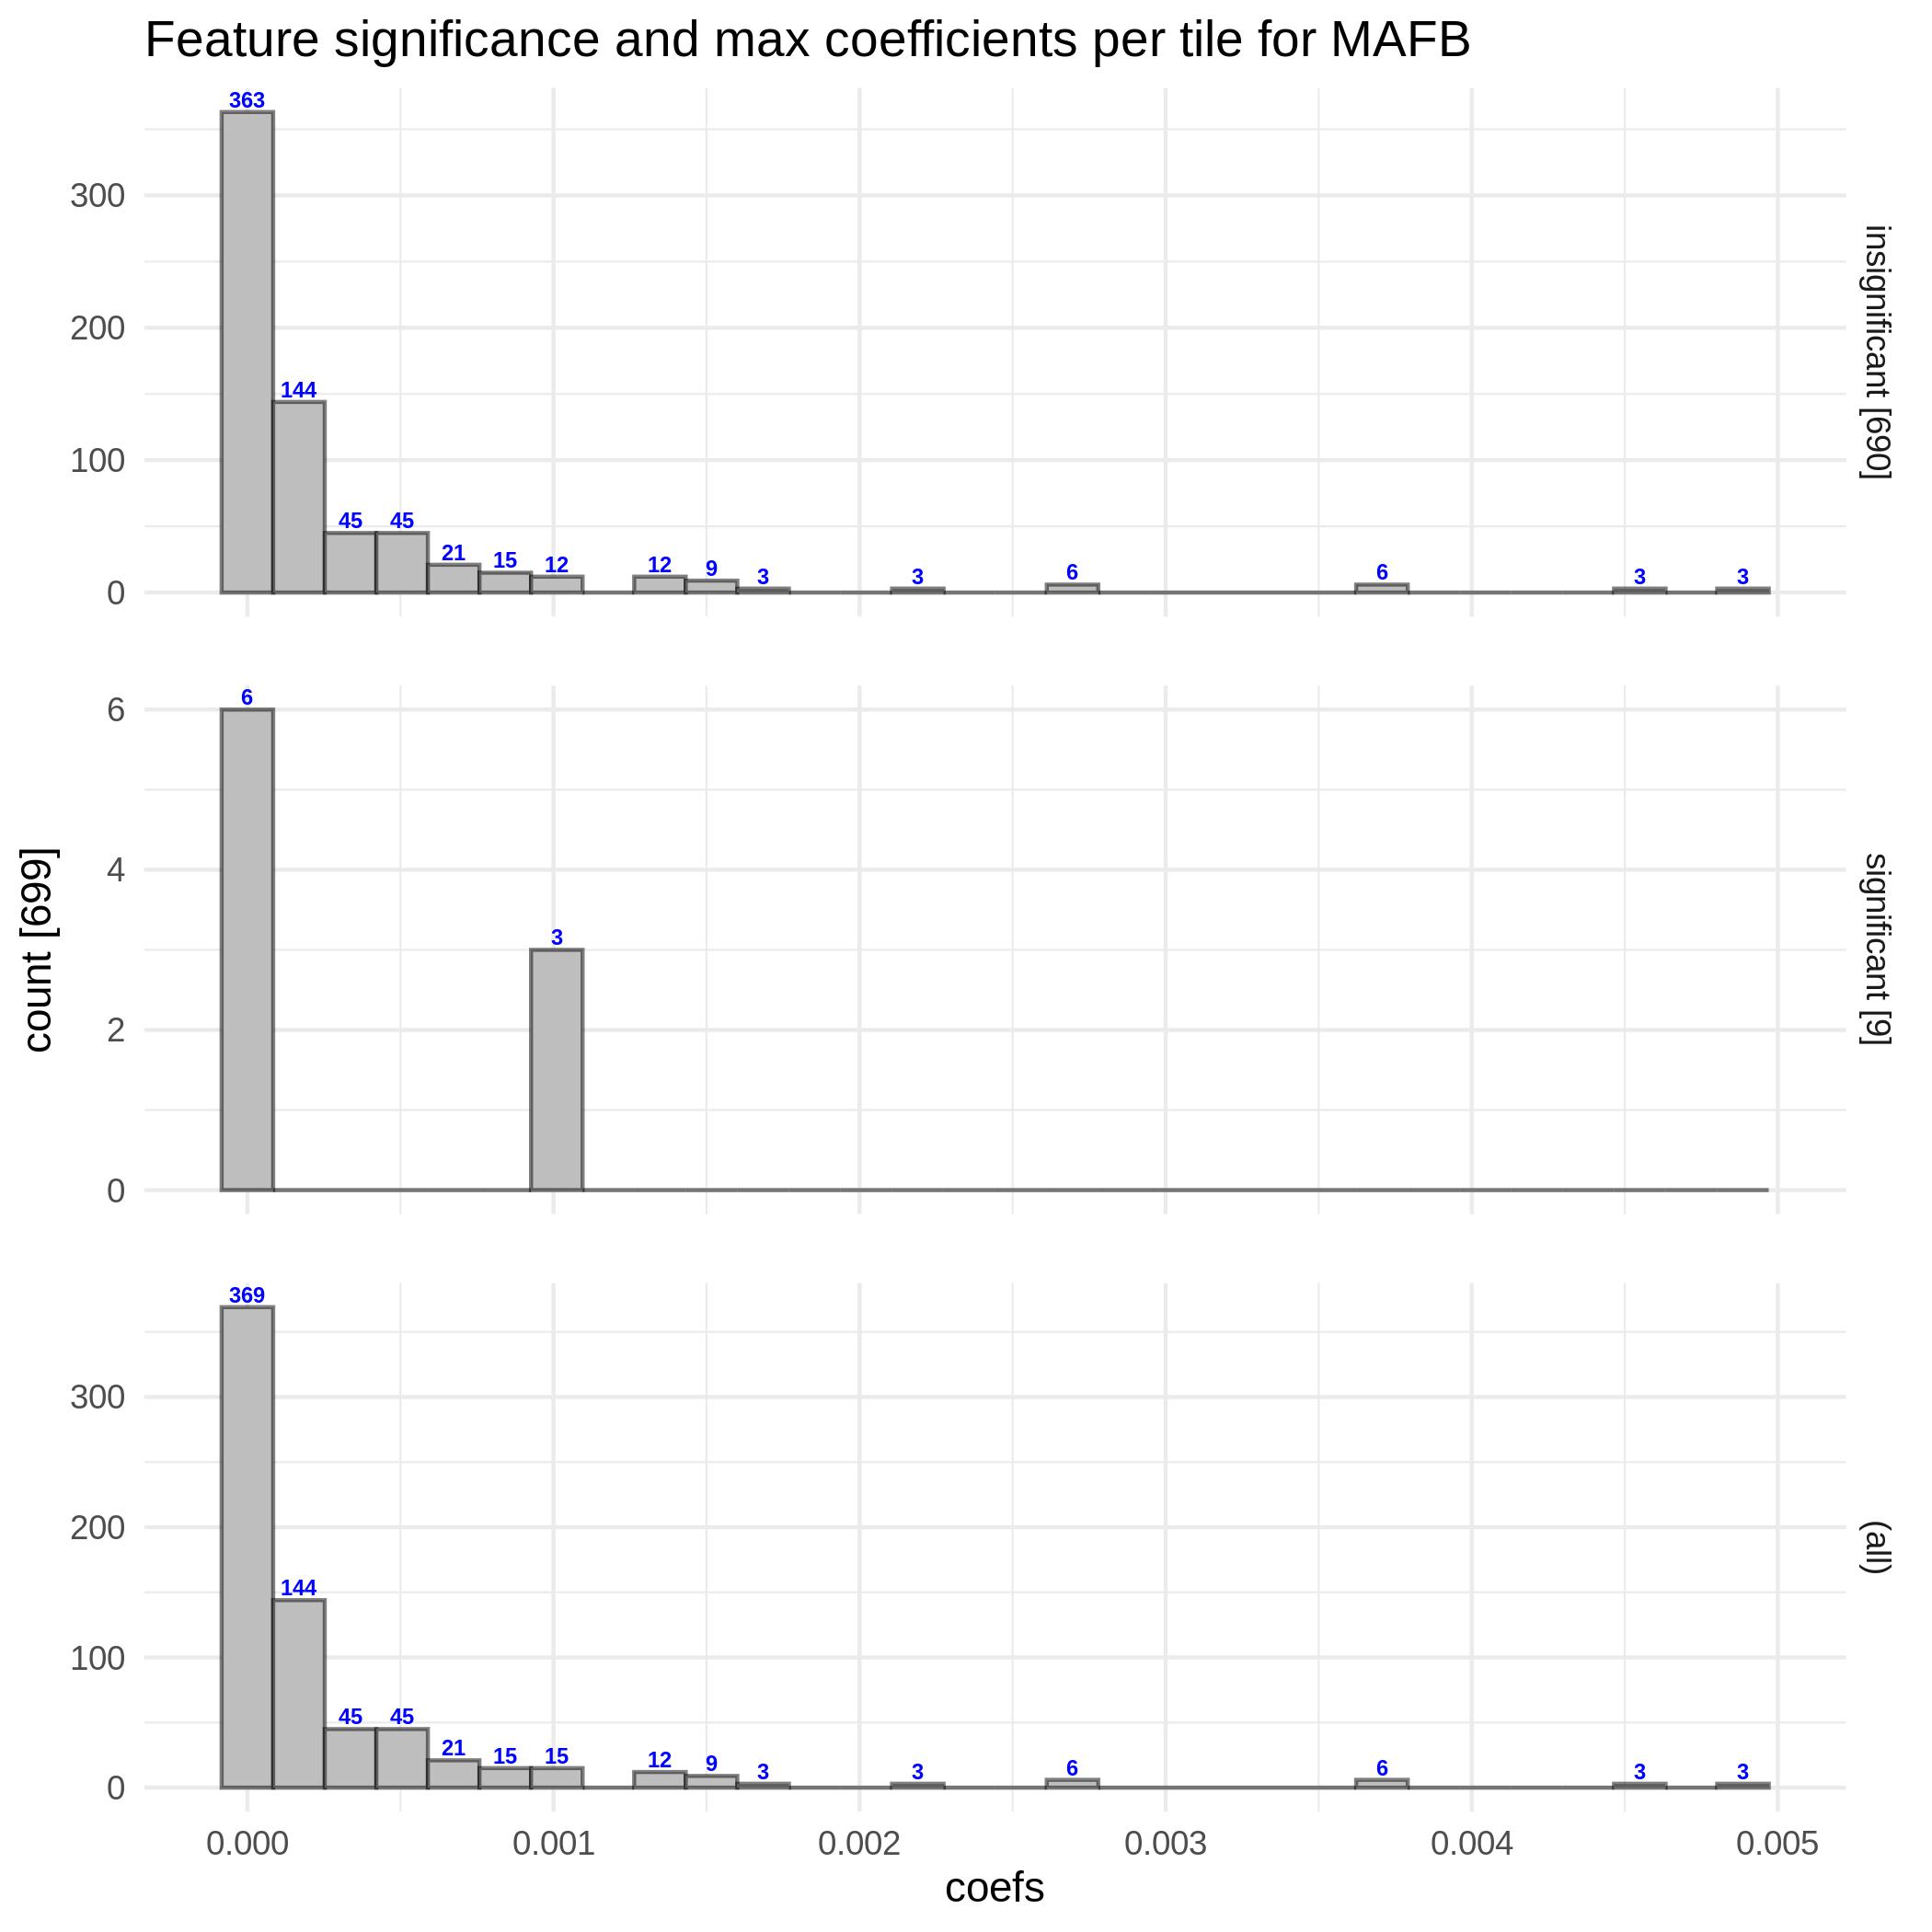 Feature significance and max coefficients per tile for MAFB
363
300
144
200
100
45 45 21 15 12 12 9 3 3 6 6 3 3
0
insignificant [690]
6
6
4
3
2
0
significant [9]
count [699]
369
300
200
144
100
45 45 21 15 15 12 9 3 3 6 6 3 3
0
(all)
0.000 0.001 0.002 0.003 0.004 0.005
coefs